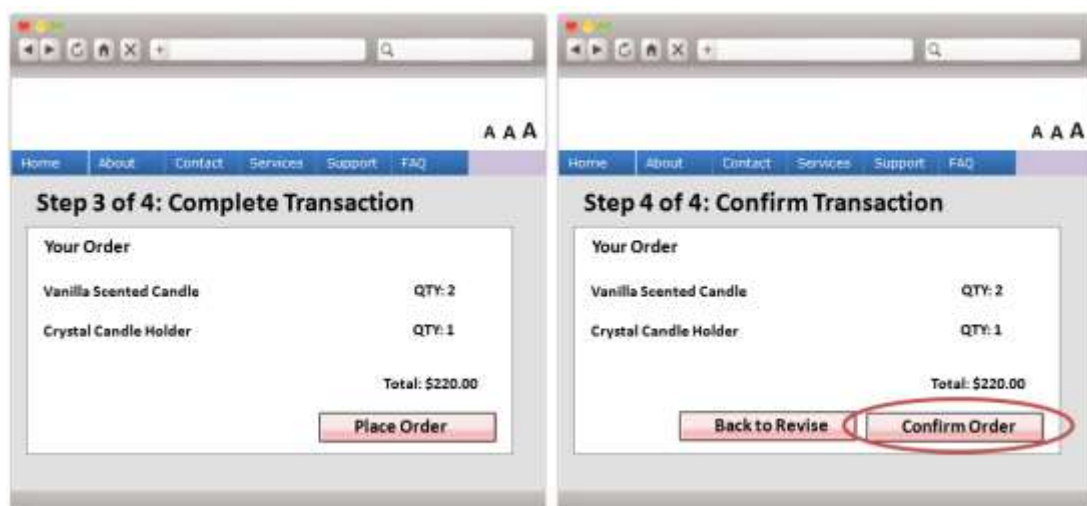 A A A
Home About Contact Services Support FAQ
Step 3 of 4: Complete Transaction
Your Order
Vanilla Scented Candle QTY: 2
Crystal Candle Holder QTY: 1
Total: $220.00
Place Order
A A A
Home About Contact Services Support FAQ
Step 4 of 4: Confirm Transaction
Your Order
Vanilla Scented Candle QTY: 2
Crystal Candle Holder QTY: 1
Total: $220.00
Back to Revise Confirm Order